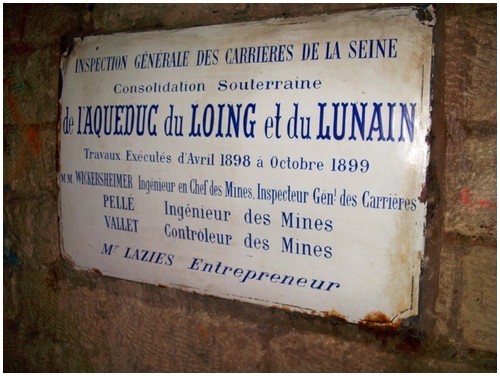 INSPECTION GÉNÉRALE DES CARRIÈRES DE LA SEINE
Consolidation Souterraine
de l'AQUEDUC du LOING et du LUNAIN
Travaux Exécutés d'Avril 1898 à Octobre 1899
M.M. WICKERSHEIMER Ingénieur en Chef des Mines. Inspecteur Génl. des Carrières
PELLÉ Ingénieur des Mines
VALLET Contrôleur des Mines
Mr LAZIES Entrepreneur